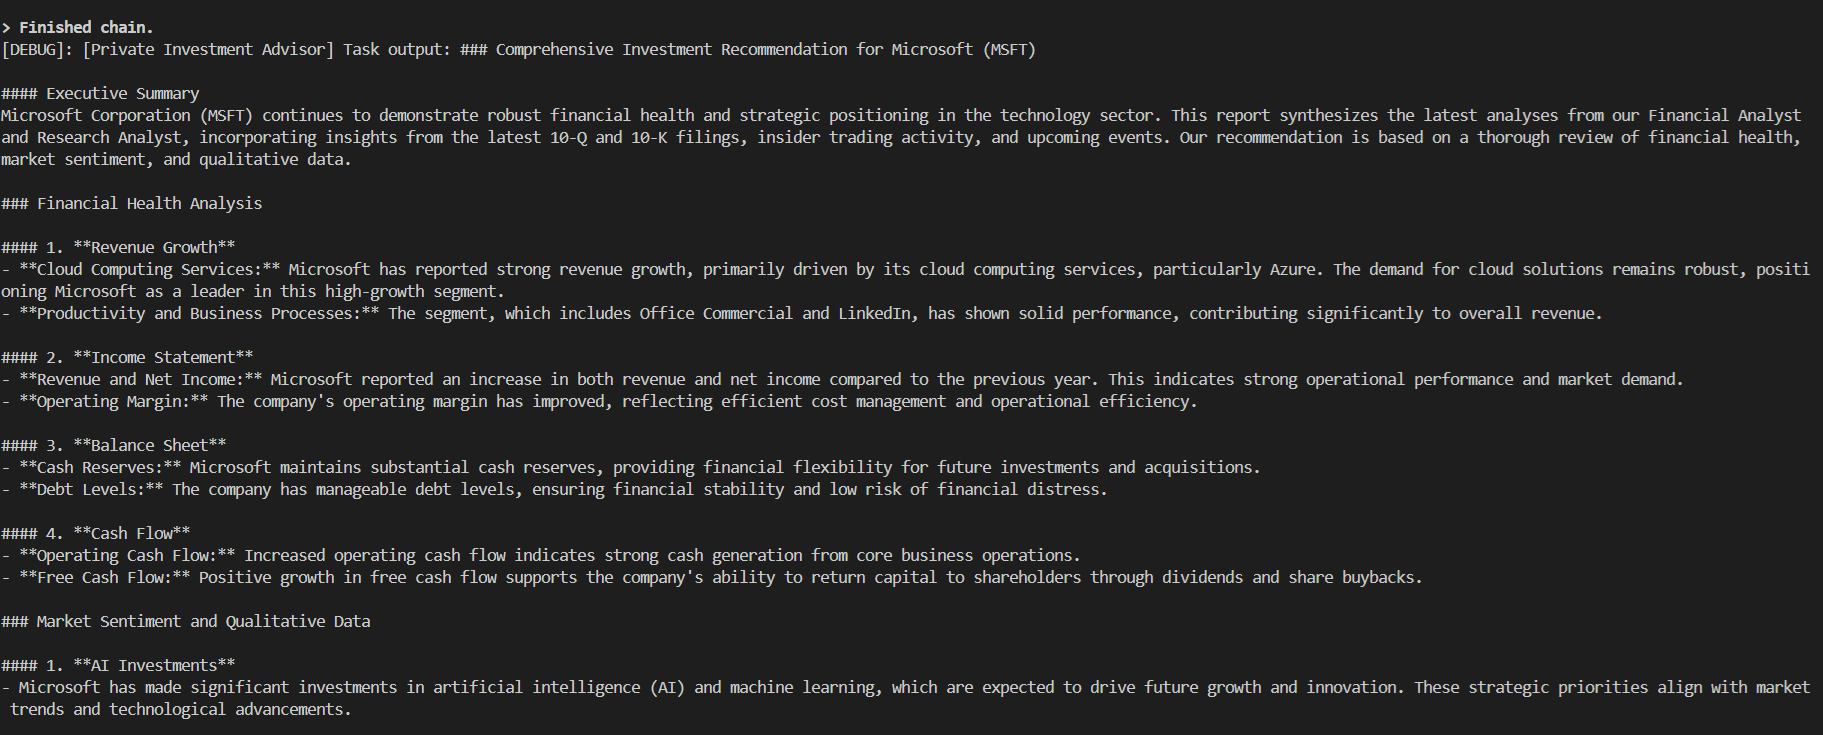 > Finished chain.
[DEBUG]: [Private Investment Advisor] Task output: ### Comprehensive Investment Recommendation for Microsoft (MSFT)
#### Executive Summary
Microsoft Corporation (MSFT) continues to demonstrate robust financial health and strategic positioning in the technology sector. This report synthesizes the latest analyses from our Financial Analyst
and Research Analyst, incorporating insights from the latest 10-Q and 10-K filings, insider trading activity, and upcoming events. Our recommendation is based on a thorough review of financial health,
market sentiment, and qualitative data.
### Financial Health Analysis
#### 1. **Revenue Growth**
- **Cloud Computing Services:** Microsoft has reported strong revenue growth, primarily driven by its cloud computing services, particularly Azure. The demand for cloud solutions remains robust, positi
oning Microsoft as a leader in this high-growth segment.
- **Productivity and Business Processes:** The segment, which includes Office Commercial and LinkedIn, has shown solid performance, contributing significantly to overall revenue.
#### 2. **Income Statement**
- **Revenue and Net Income:** Microsoft reported an increase in both revenue and net income compared to the previous year. This indicates strong operational performance and market demand.
- **Operating Margin:** The company's operating margin has improved, reflecting efficient cost management and operational efficiency.
#### 3. **Balance Sheet**
- **Cash Reserves:** Microsoft maintains substantial cash reserves, providing financial flexibility for future investments and acquisitions.
- **Debt Levels:** The company has manageable debt levels, ensuring financial stability and low risk of financial distress.
#### 4. **Cash Flow**
- **Operating Cash Flow:** Increased operating cash flow indicates strong cash generation from core business operations.
- **Free Cash Flow:** Positive growth in free cash flow supports the company's ability to return capital to shareholders through dividends and share buybacks.
### Market Sentiment and Qualitative Data
#### 1. **AI Investments**
- Microsoft has made significant investments in artificial intelligence (AI) and machine learning, which are expected to drive future growth and innovation. These strategic priorities align with market
trends and technological advancements.